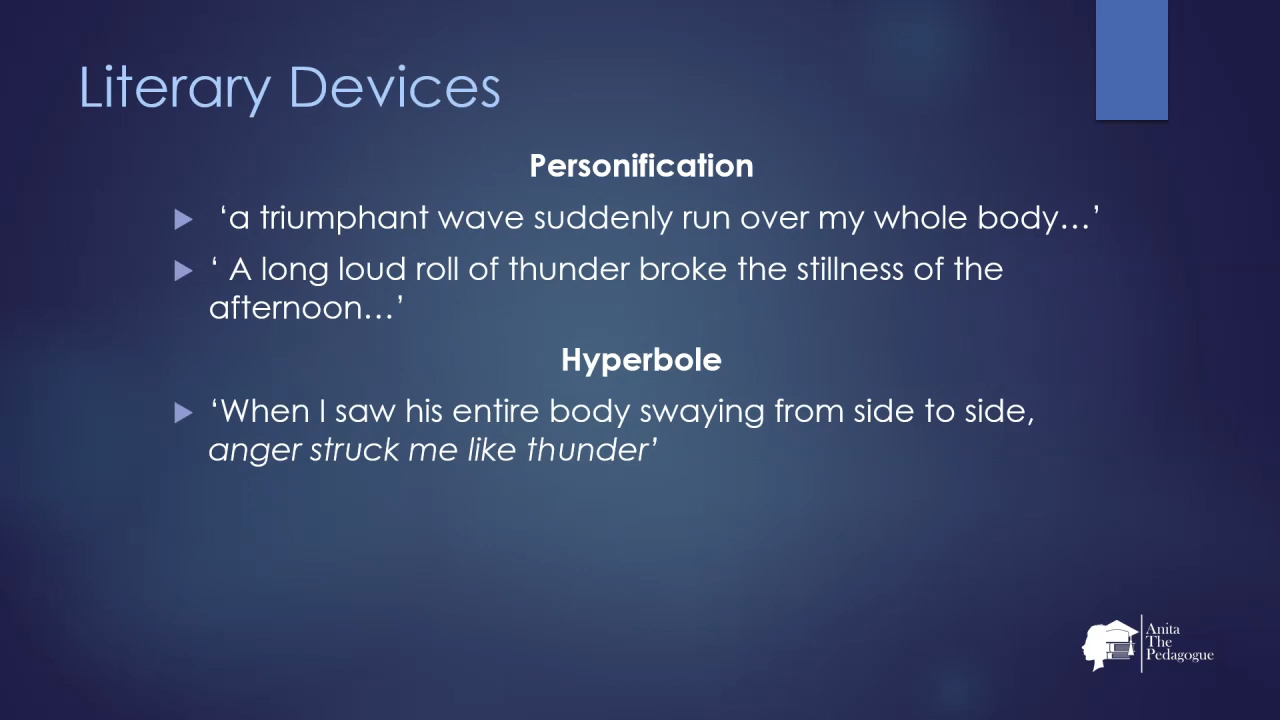 Literary Devices
Personification
‘a triumphant wave suddenly run over my whole body…’
‘ A long loud roll of thunder broke the stillness of the
afternoon…’
Hyperbole
‘When I saw his entire body swaying from side to side,
anger struck me like thunder’
Anita
The
Pedagogue